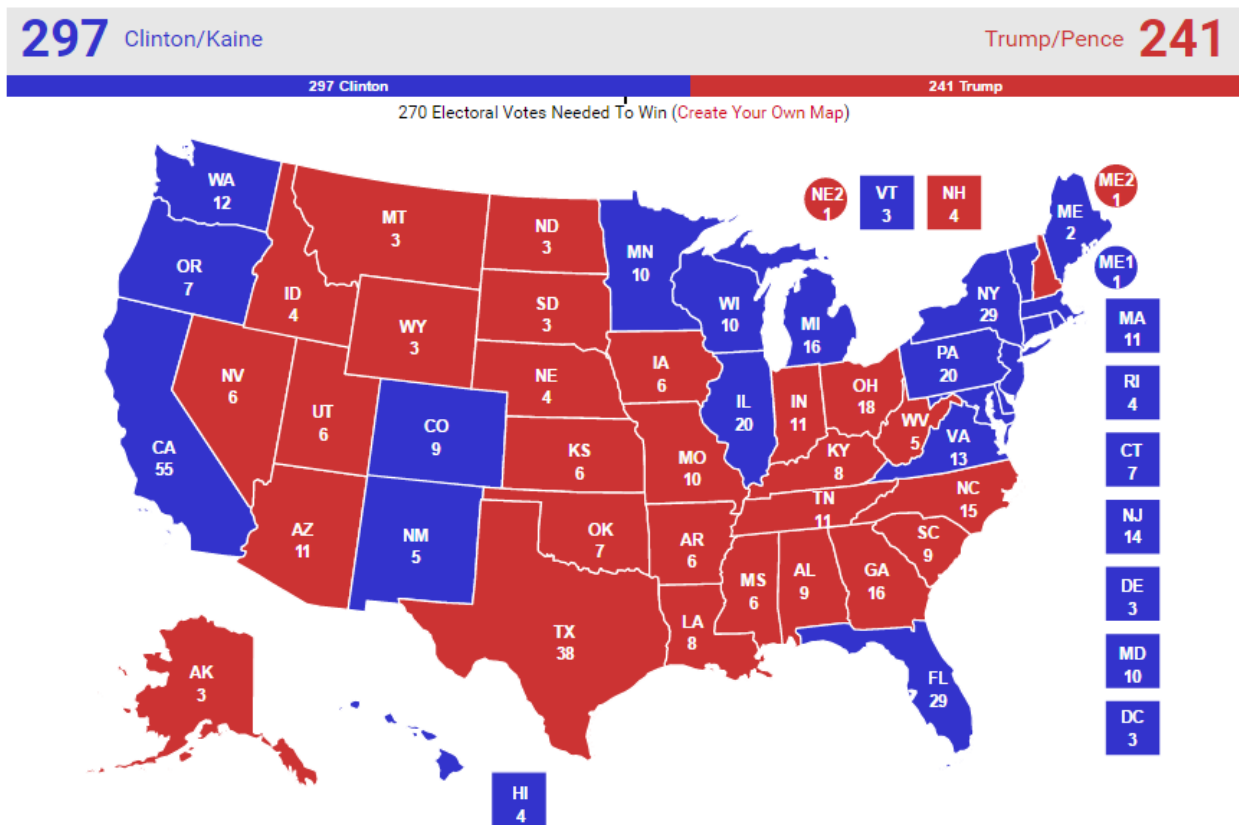 297 Clinton/Kaine
Trump/Pence 241
297 Clinton
241 Trump
270 Electoral Votes Needed To Win (Create Your Own Map)
WA
12
OR
7
CA
55
NV
6
ID
4
MT
3
WY
3
UT
6
CO
9
AZ
11
NM
5
ND
3
SD
3
NE
4
KS
6
OK
7
TX
38
MN
10
IA
6
MO
10
AR
6
LA
8
WI
10
IL
20
MI
16
IN
11
OH
18
KY
8
TN
11
MS
6
AL
9
GA
16
FL
29
SC
9
NC
15
VA
13
WV
5
PA
20
NY
29
ME
2
NE2
1
VT
3
NH
4
ME2
1
ME1
1
MA
11
RI
4
CT
7
NJ
14
DE
3
MD
10
DC
3
AK
3
HI
4